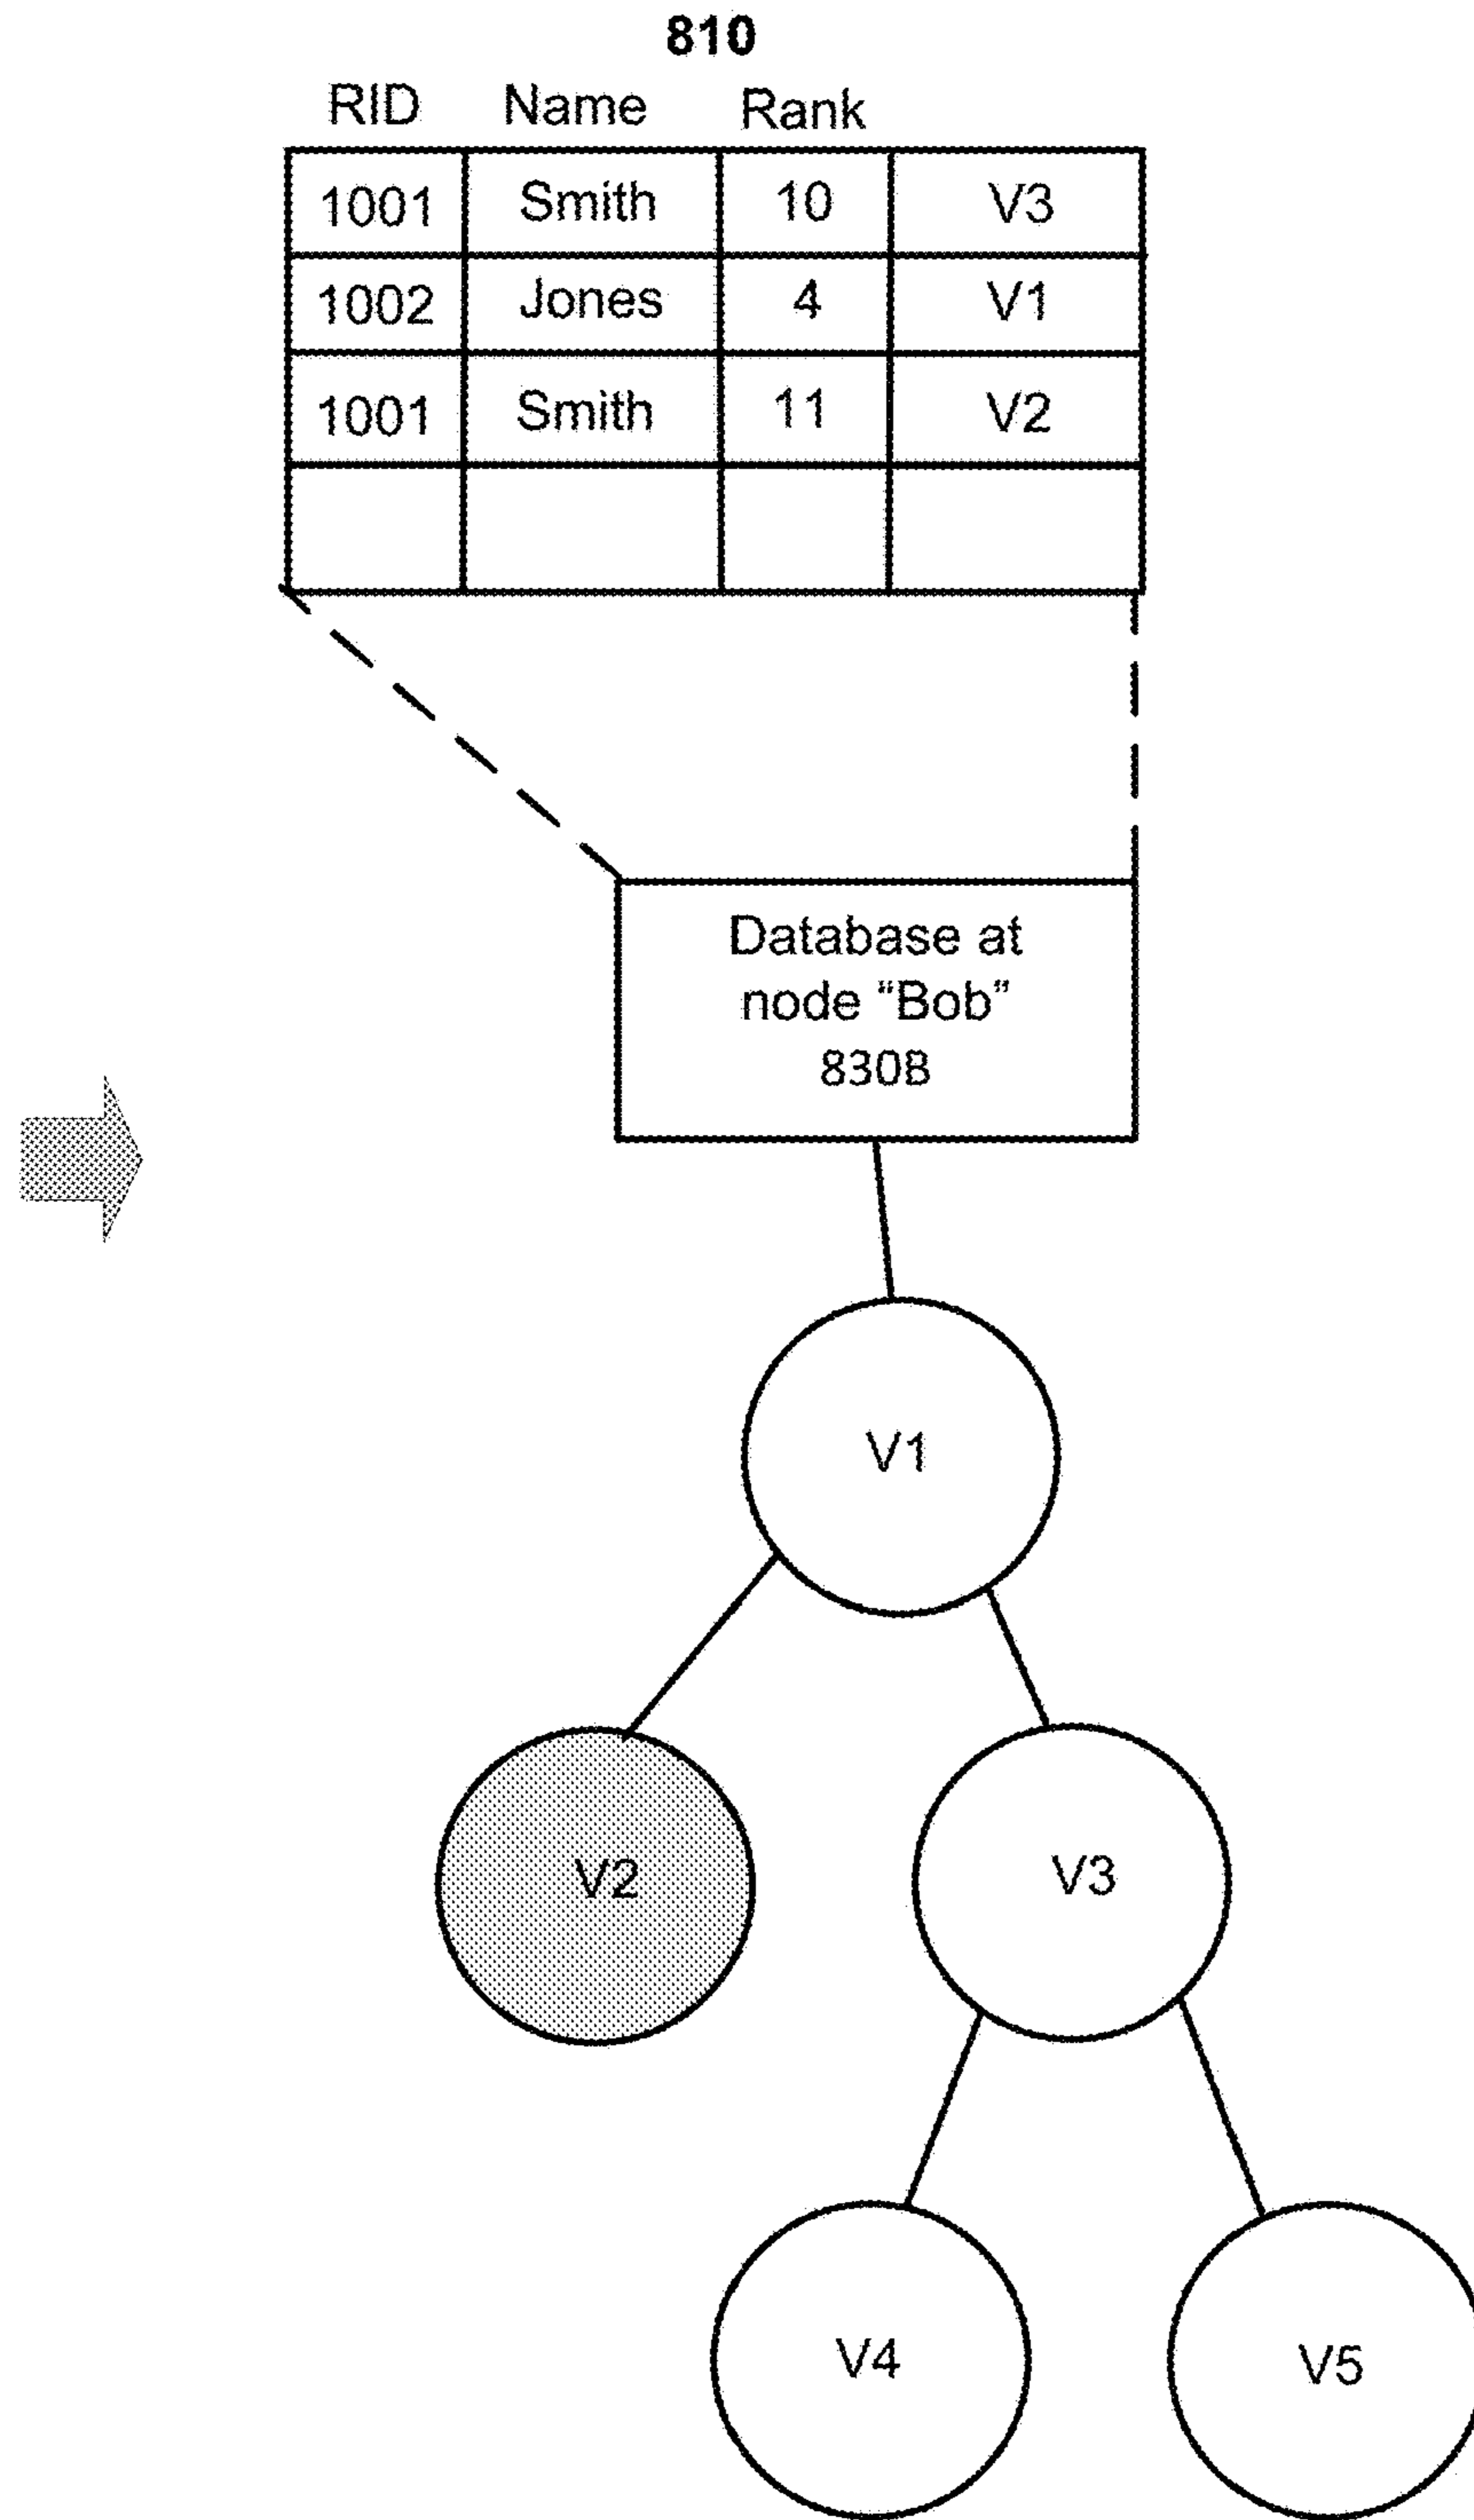 810
RID Name Rank
1001 Smith 10 V3
1002 Jones 4 V1
1001 Smith 11 V2
Database at
node “Bob”
830B
V1
V2 V3
V4 V5